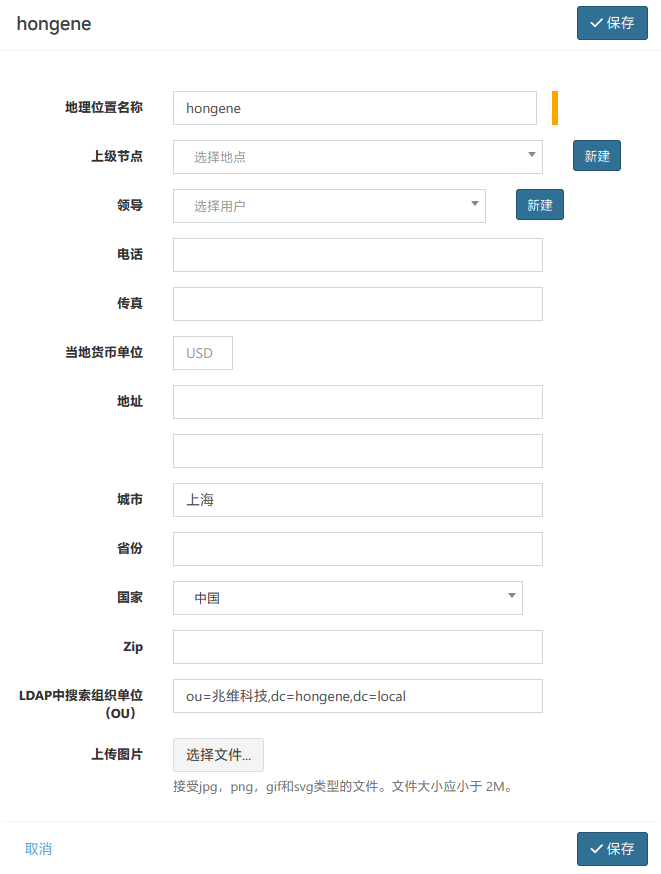 hongene
保存
地理位置名称
hongene
上级节点
选择地点
新建
领导
选择用户
新建
电话
传真
当地货币单位
USD
地址
城市
上海
省份
国家
中国
Zip
LDAP中搜索组织单位
（OU）
ou=兆维科技,dc=hongene,dc=local
上传图片
选择文件...
接受jpg，png，gif和svg类型的文件。文件大小应小于 2M。
取消
保存